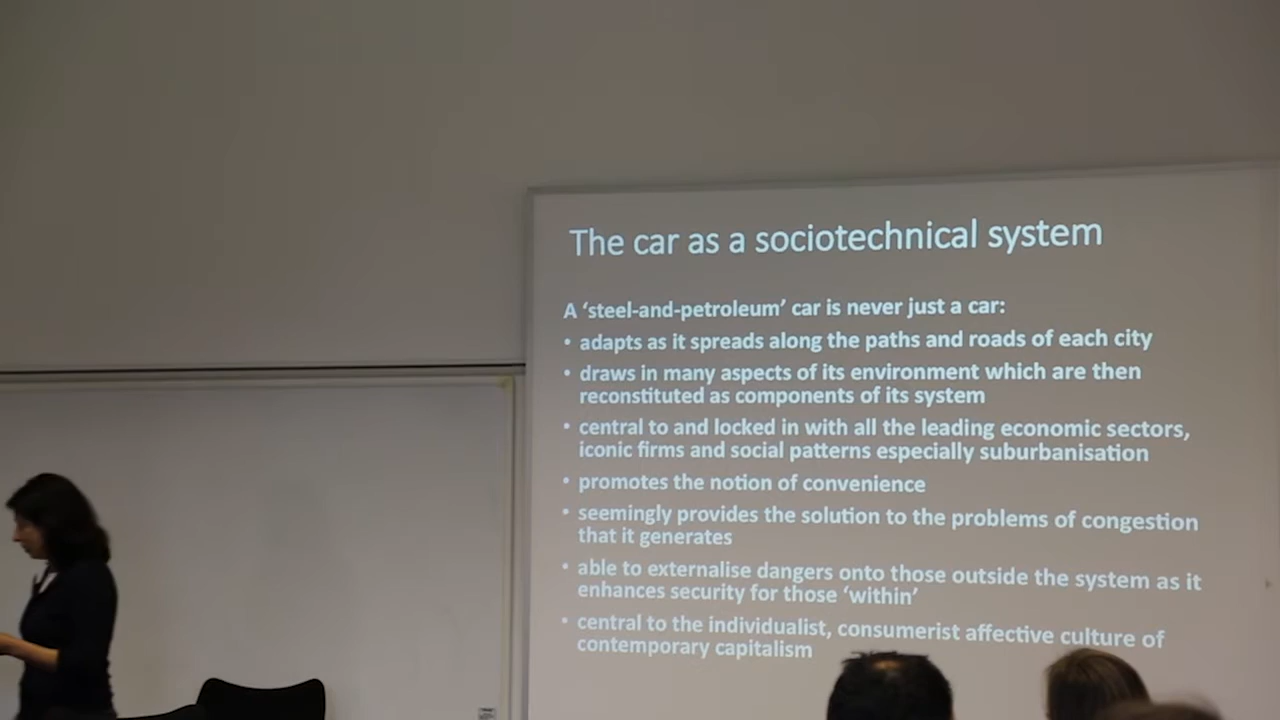 The car as a sociotechnical system
A ‘steel-and-petroleum’ car is never just a car:
• adapts as it spreads along the paths and roads of each city
• draws in many aspects of its environment which are then
reconstituted as components of its system
• central to and locked in with all the leading economic sectors,
iconic firms and social patterns especially suburbanisation
• promotes the notion of convenience
• seemingly provides the solution to the problems of congestion
that it generates
• able to externalise dangers onto those outside the system as it
enhances security for those ‘within’
• central to the individualist, consumerist affective culture of
contemporary capitalism